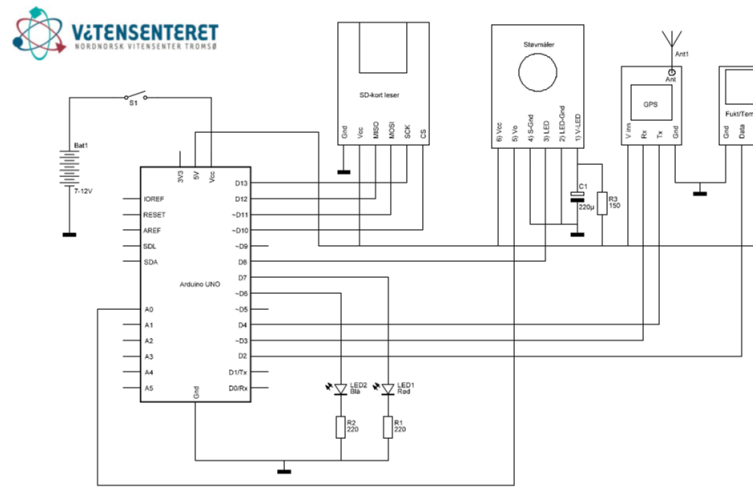 ViTENSENTERET
NORDNORSK VITENSENTER TROMSØ
S1
Bat1
7-12V
SD-kort leser
Gnd
Vcc
MISO
MOSI
SCK
CS
Støvmåler
6) Vcc
5) Vo
4) S-Gnd
3) LED
2) LED-Gnd
1) V-LED
C1
220µ
R3
150
Ant1
Ant
GPS
V inn
Rx
Tx
Gnd
Fukt/Tem
Gnd
Data
3V3
5V
Vcc
IOREF
RESET
AREF
SDL
SDA
A0
A1
A2
A3
A4
A5
Arduino UNO
D13
D12
~D11
~D10
~D9
D8
D7
~D6
~D5
D4
~D3
D2
D1/Tx
D0/Rx
Gnd
LED2
Blå
LED1
Rød
R2
220
R1
220